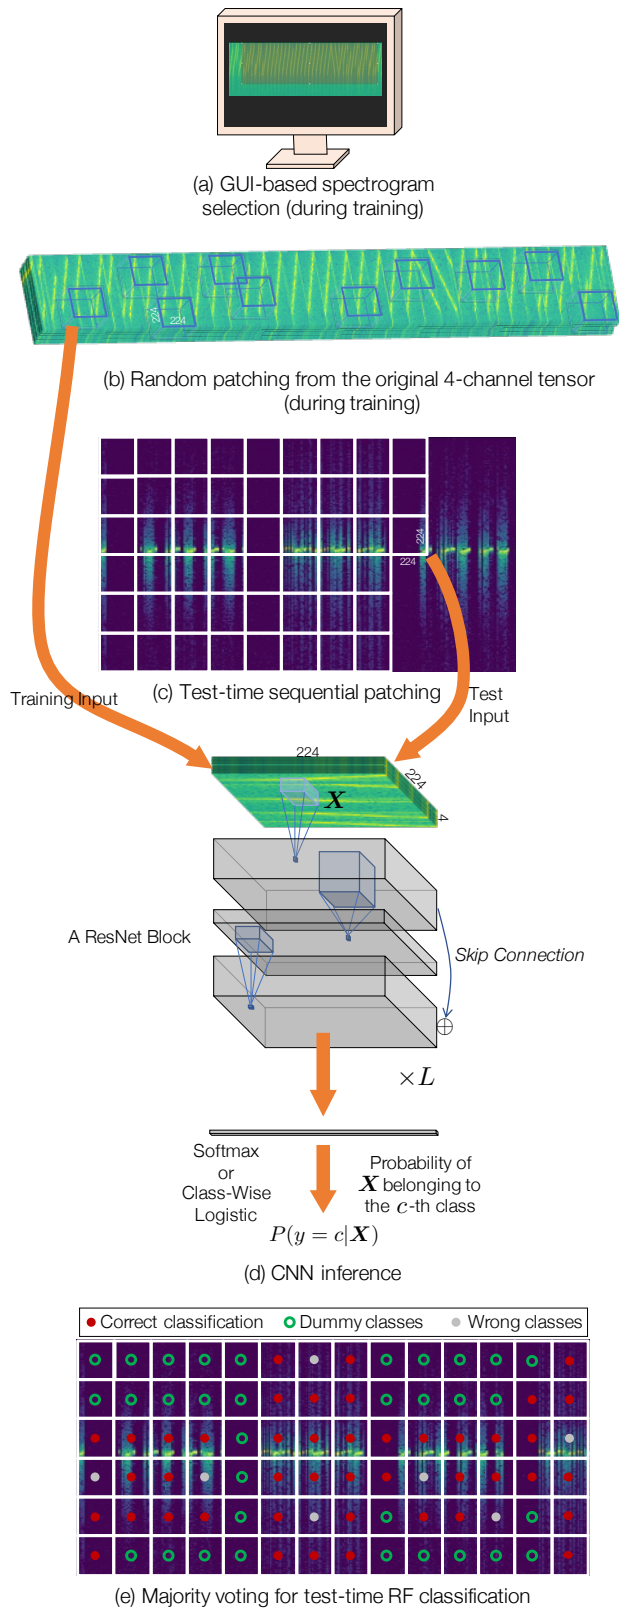 (a) GUI-based spectrogram
selection (during training)
224
224
(b) Random patching from the original 4-channel tensor
(during training)
224
224
(c) Test-time sequential patching
Training Input
Test
Input
224
224
4
X
A ResNet Block
Skip Connection
×L
Softmax
or
Class-Wise
Logistic
Probability of
X belonging to
the c-th class
P(y = c|X)
(d) CNN inference
Correct classification
Dummy classes
Wrong classes
(e) Majority voting for test-time RF classification